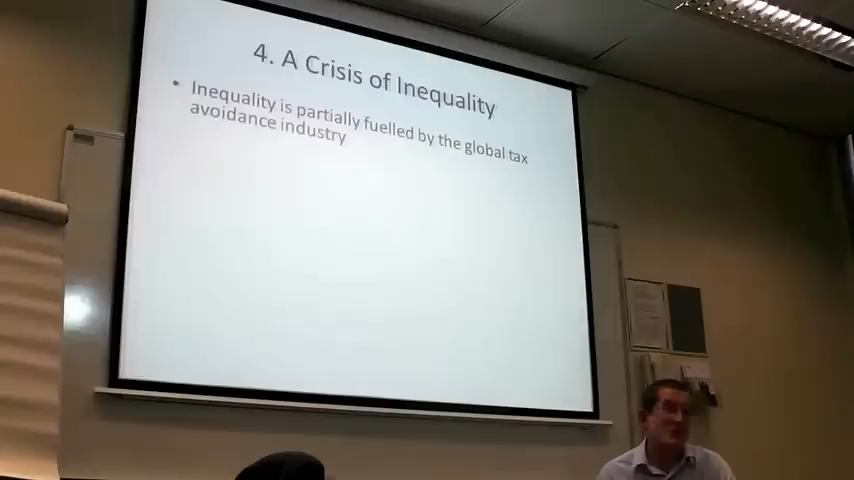 4. A Crisis of Inequality
• Inequality is partially fuelled by the global tax
avoidance industry